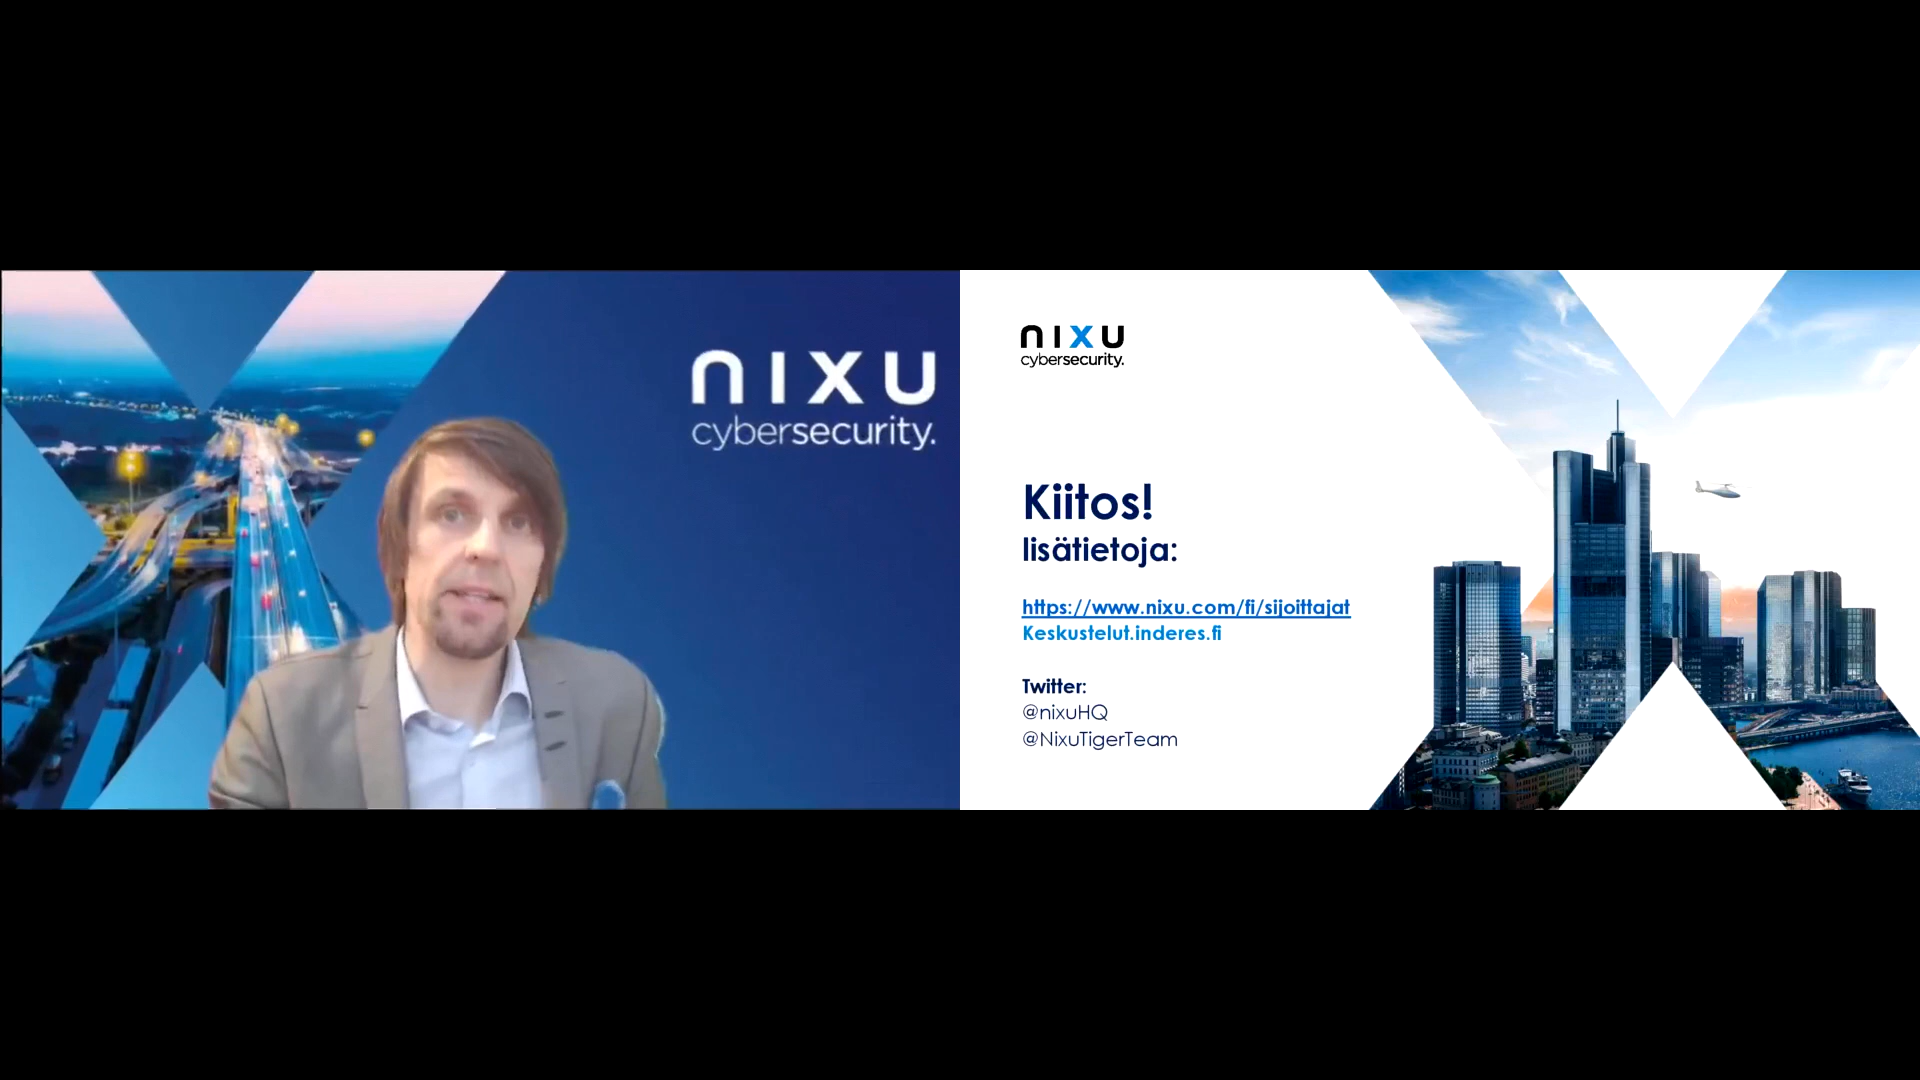 nixu
cybersecurity.
nixu
cybersecurity.
Kiitos!
lisätietoja:
https://www.nixu.com/fi/sijoittajat
Keskustelut.inderes.fi
Twitter:
@nixuHQ
@NixuTigerTeam